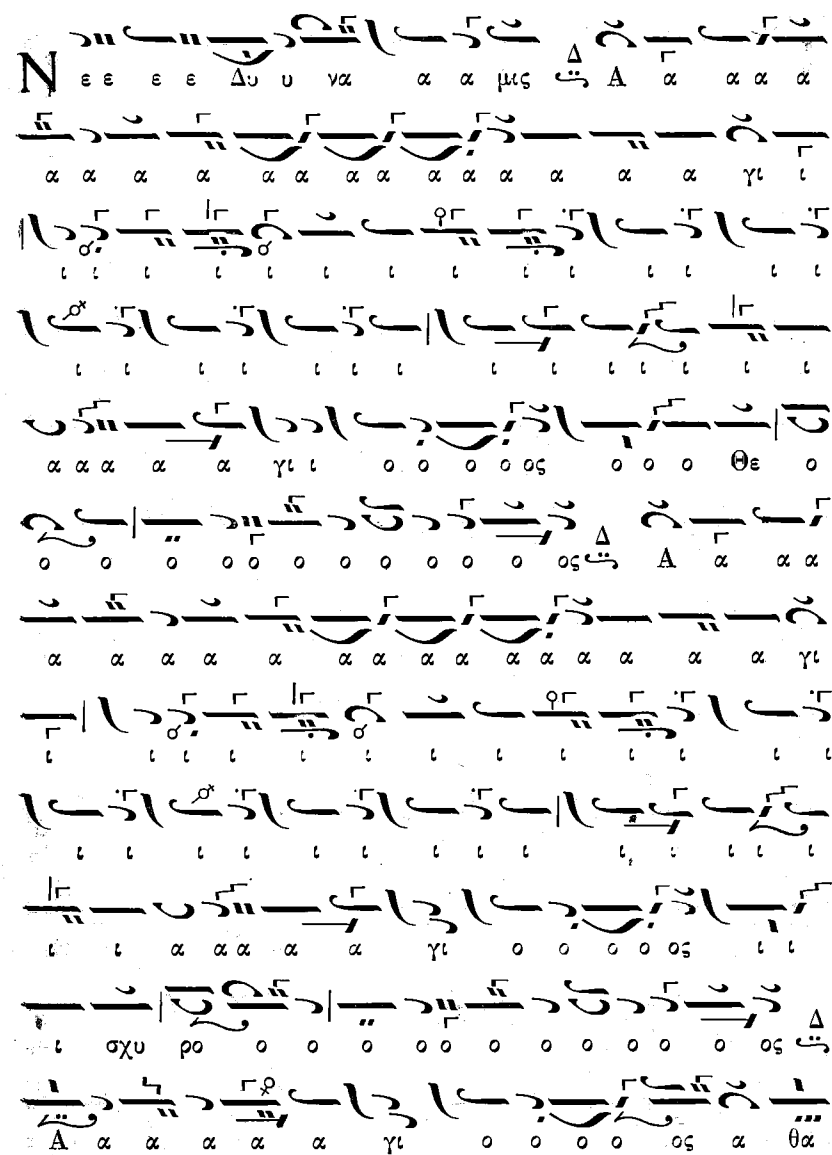 Ν ε ε ε ε Δυ υ να α α μις Δ Α α α α α
α α α α α α α α α α α α α α γι ι
ι ι ι ι ι ι ι ι ι ι ι ι ι ι
ι ι ι ι ι ι ι ι ι ι ι ι ι
α α α α α γι ι ο ο ο ο ος ο ο ο Θε ο
ο ο ο ο ο ο ο ο ο ο ο ος Δ Α α α α
α α α α α α α α α α α α α α γι
ι ι ι ι ι ι ι ι ι ι ι ι ι
ι ι ι ι ι ι ι ι ι ι ι ι ι
ι ι α α α α α γι ο ο ο ο ος ι ι
ι σχυ ρο ο ο ο ο ο ο ο ο ο ο ο ος Δ
Α α α α α α γι ο ο ο ο ος α θα